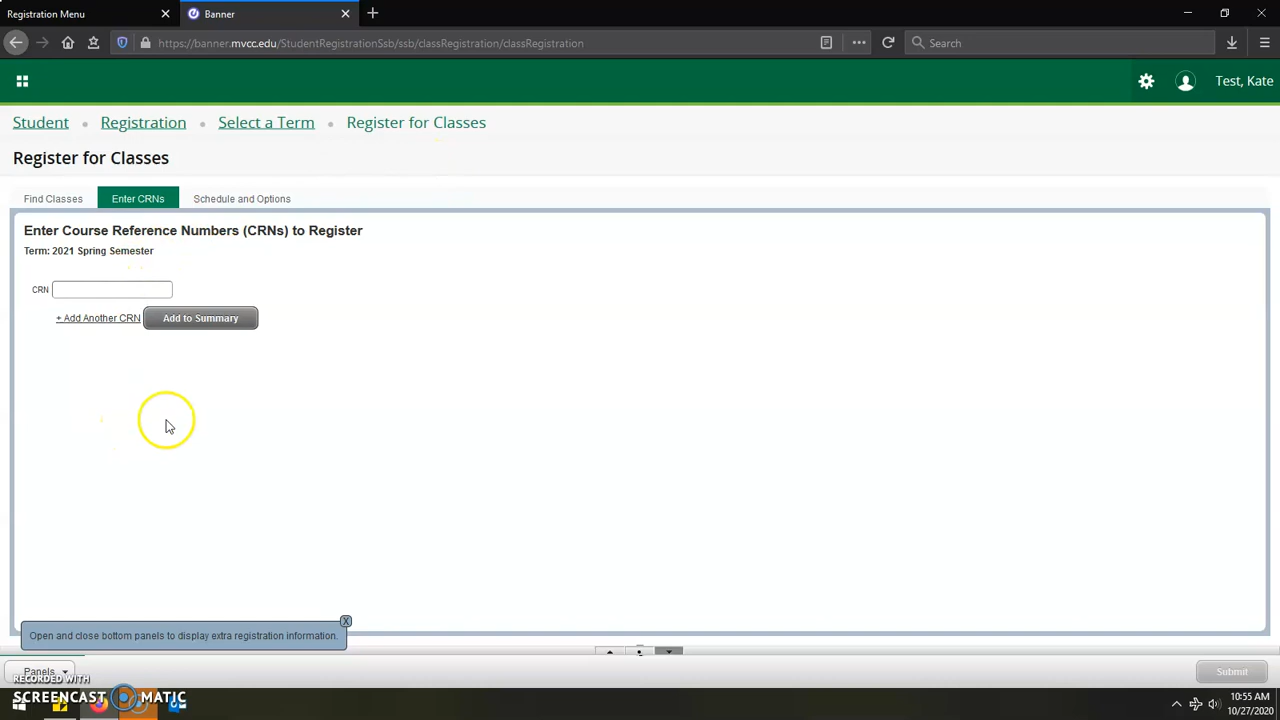 Registration Menu
Banner
https://banner.mvcc.edu/StudentRegistrationSsb/ssb/classRegistration/classRegistration
Search
Test, Kate
Student • Registration • Select a Term • Register for Classes
Register for Classes
Find Classes Enter CRNs Schedule and Options
Enter Course Reference Numbers (CRNs) to Register
Term: 2021 Spring Semester
CRN
+ Add Another CRN Add to Summary
X
Open and close bottom panels to display extra registration information.
Panels Submit
RECORDED WITH
SCREENCAST MATIC
10:55 AM
10/27/2020